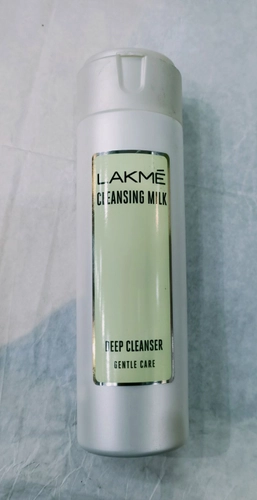 LAKMĒ
CLEANSING MILK
DEEP CLEANSER
GENTLE CARE